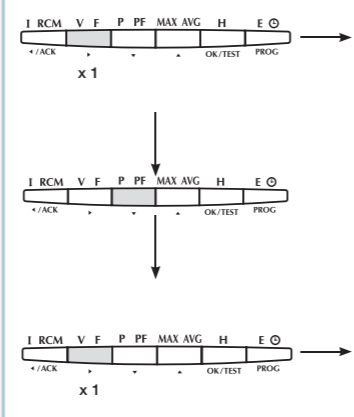 I RCM V F P PF MAX AVG H E
/ACK OK/TEST PROG
x 1
I RCM V F P PF MAX AVG H E
/ACK OK/TEST PROG
I RCM V F P PF MAX AVG H E
/ACK OK/TEST PROG
x 1